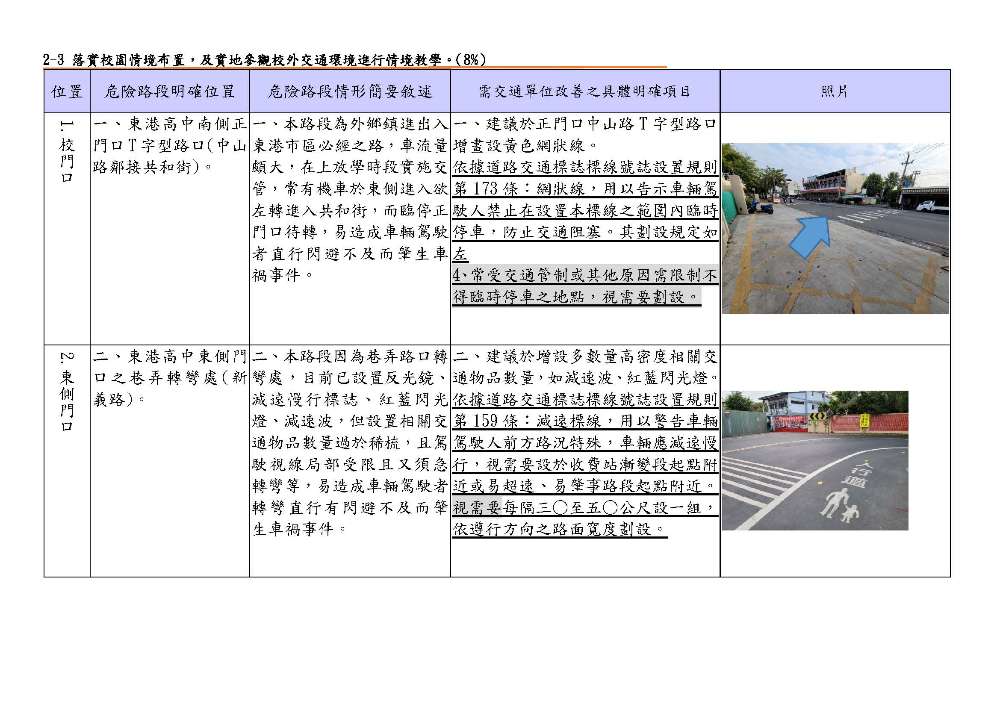 2-3 落實校園情境布置，及實地參觀校外交通環境進行情境教學。(8%)
位置
危險路段明確位置
危險路段情形簡要敘述
需交通單位改善之具體明確項目
照片
1.校門口
一、東港高中南側正
門口T字型路口(中山
路鄰接共和街)。
一、本路段為外鄉鎮進出入
東港市區必經之路，車流量
頗大，在上放學時段實施交
管，常有機車於東側進入欲
左轉進入共和街，而臨停正
門口待轉，易造成車輛駕駛
者直行閃避不及而肇生車
禍事件。
一、建議於正門口中山路T字型路口
增畫設黃色網狀線。
依據道路交通標誌標線號誌設置規則
第173條：網狀線，用以告示車輛駕
駛人禁止在設置本標線之範圍內臨時
停車，防止交通阻塞。其劃設規定如
左
4、常受交通管制或其他原因需限制不
得臨時停車之地點，視需要劃設。
2.東側門口
二、東港高中東側門
口之巷弄轉彎處(新
義路)。
二、本路段因為巷弄路口轉
彎處，目前已設置反光鏡、
減速慢行標誌、紅藍閃光
燈、減速波，但設置相關交
通物品數量過於稀梳，且駕
駛視線局部受限且又須急
轉彎等，易造成車輛駕駛者
轉彎直行有閃避不及而肇
生車禍事件。
二、建議於增設多數量高密度相關交
通物品數量，如減速波、紅藍閃光燈。
依據道路交通標誌標線號誌設置規則
第159條：減速標線，用以警告車輛
駕駛人前方路況特殊，車輛應減速慢
行，視需要設於收費站漸變段起點附
近或易超速、易肇事路段起點附近。
視需要每隔三○至五○公尺設一組，
依遵行方向之路面寬度劃設。
人行道